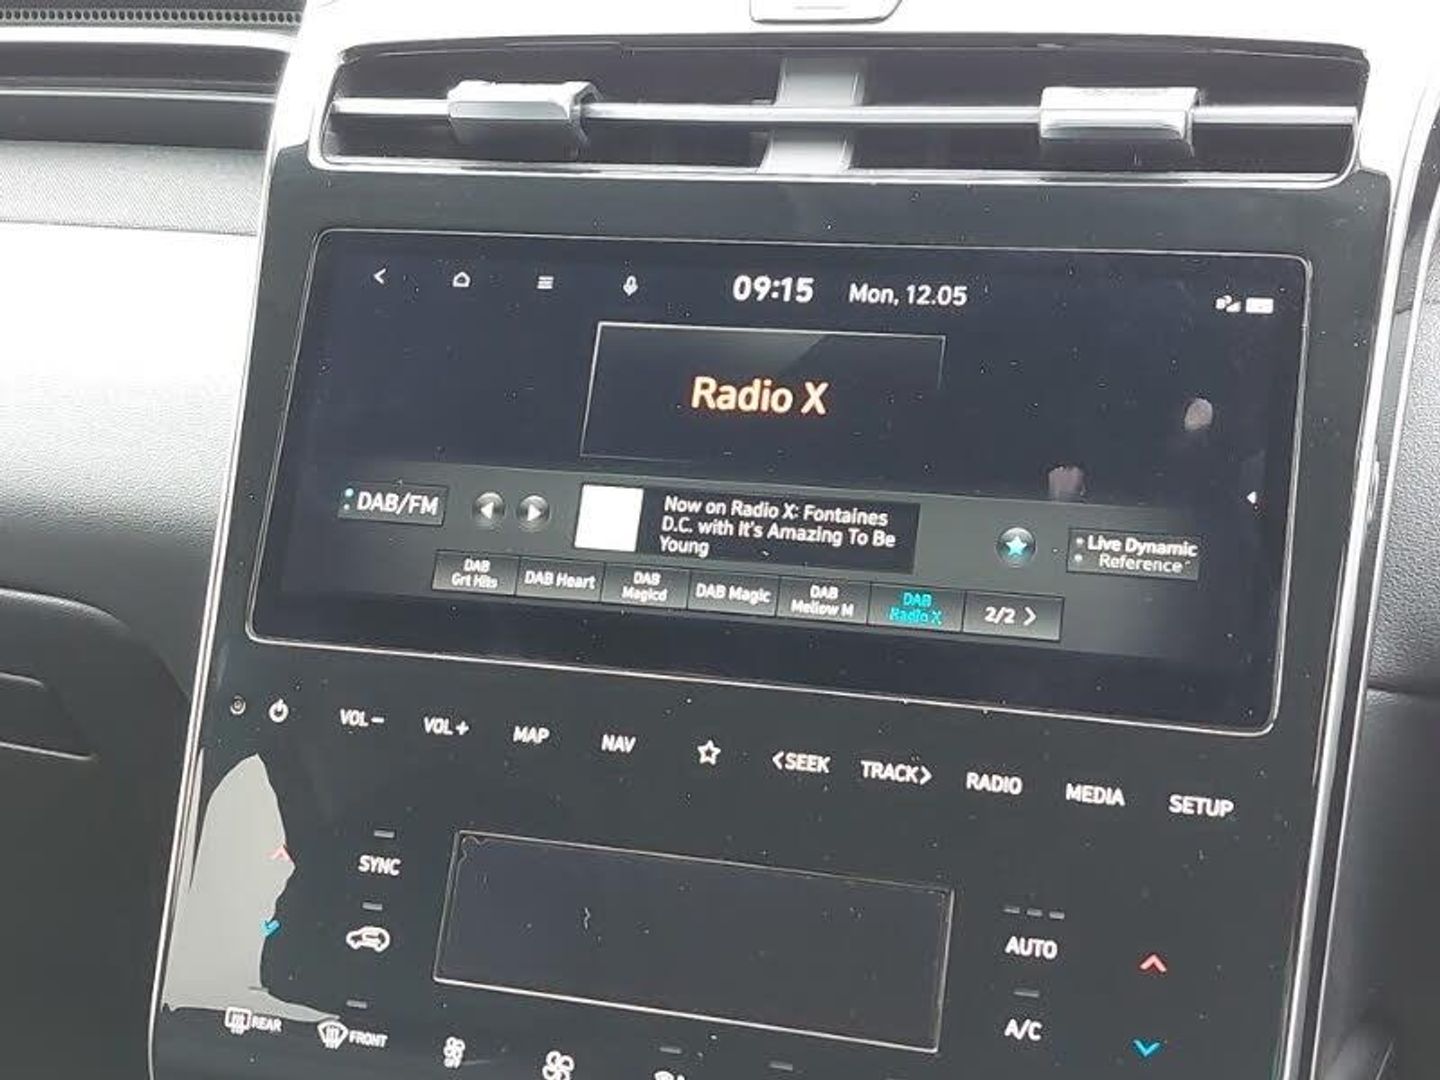 09:15 Mon, 12.05
Radio X
DAB/FM
Now on Radio X: Fontaines
D.C. with It's Amazing To Be
Young
Live Dynamic
Reference
DAB
Grt Hits
DAB Heart
DAB
Magicd
DAB Magic
DAB
Mellow M
DAB
Radio X
2/2 >
VOL – VOL + MAP NAV <SEEK TRACK> RADIO MEDIA SETUP
SYNC
AUTO
A/C
REAR
FRONT
OFF